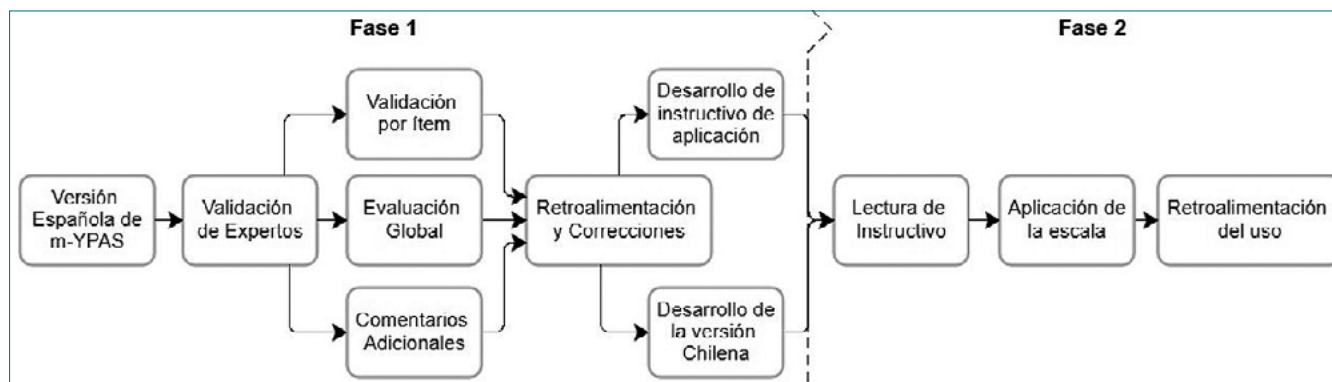 Fase 1
Fase 2
Versión
Española de
m-YPAS
Validación
de Expertos
Validación
por Ítem
Evaluación
Global
Comentarios
Adicionales
Retroalimentación
y Correcciones
Desarrollo de
instructivo de
aplicación
Desarrollo de
la versión
Chilena
Lectura de
Instructivo
Aplicación de
la escala
Retroalimentación
del uso